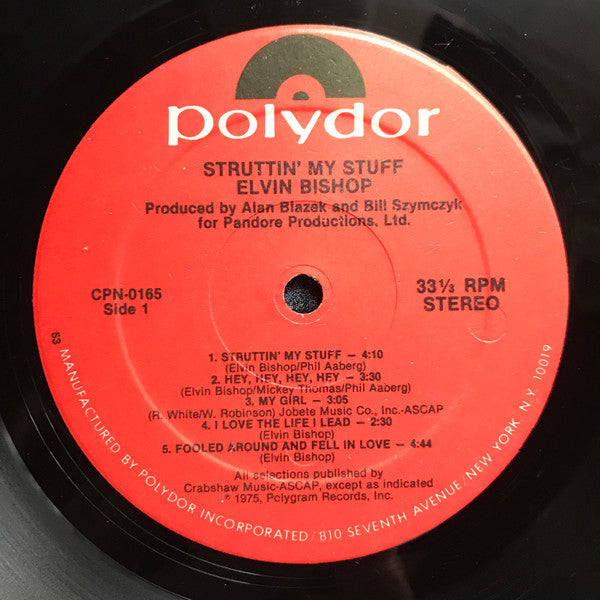 polydor
STRUTTIN' MY STUFF
ELVIN BISHOP
Produced by Alan Blazek and Bill Szymczyk
for Pandore Productions, Ltd.
CPN-0165
Side 1
33⅓ RPM
STEREO
1. STRUTTIN' MY STUFF — 4:10
(Elvin Bishop/Phil Aaberg)
2. HEY, HEY, HEY, HEY — 3:30
(Elvin Bishop/Mickey Thomas/Phil Aaberg)
3. MY GIRL — 3:05
(R. White/W. Robinson) Jobete Music Co., Inc.-ASCAP
4. I LOVE THE LIFE I LEAD — 2:30
(Elvin Bishop)
5. FOOLED AROUND AND FELL IN LOVE — 4:44
(Elvin Bishop)
All selections published by
Crabshaw Music-ASCAP, except as indicated
℗ 1975, Polygram Records, Inc.
53 MANUFACTURED BY POLYDOR INCORPORATED/810 SEVENTH AVENUE/NEW YORK, N.Y. 10019